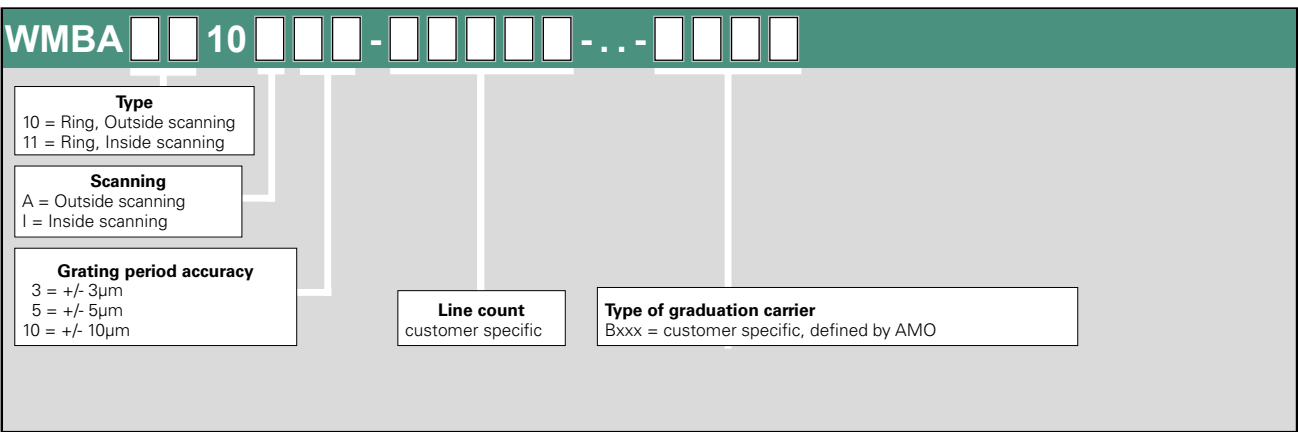 WMBA 10 - -..-
Type
10 = Ring, Outside scanning
11 = Ring, Inside scanning
Scanning
A = Outside scanning
I = Inside scanning
Grating period accuracy
3 = +/- 3µm
5 = +/- 5µm
10 = +/- 10µm
Line count
customer specific
Type of graduation carrier
Bxxx = customer specific, defined by AMO